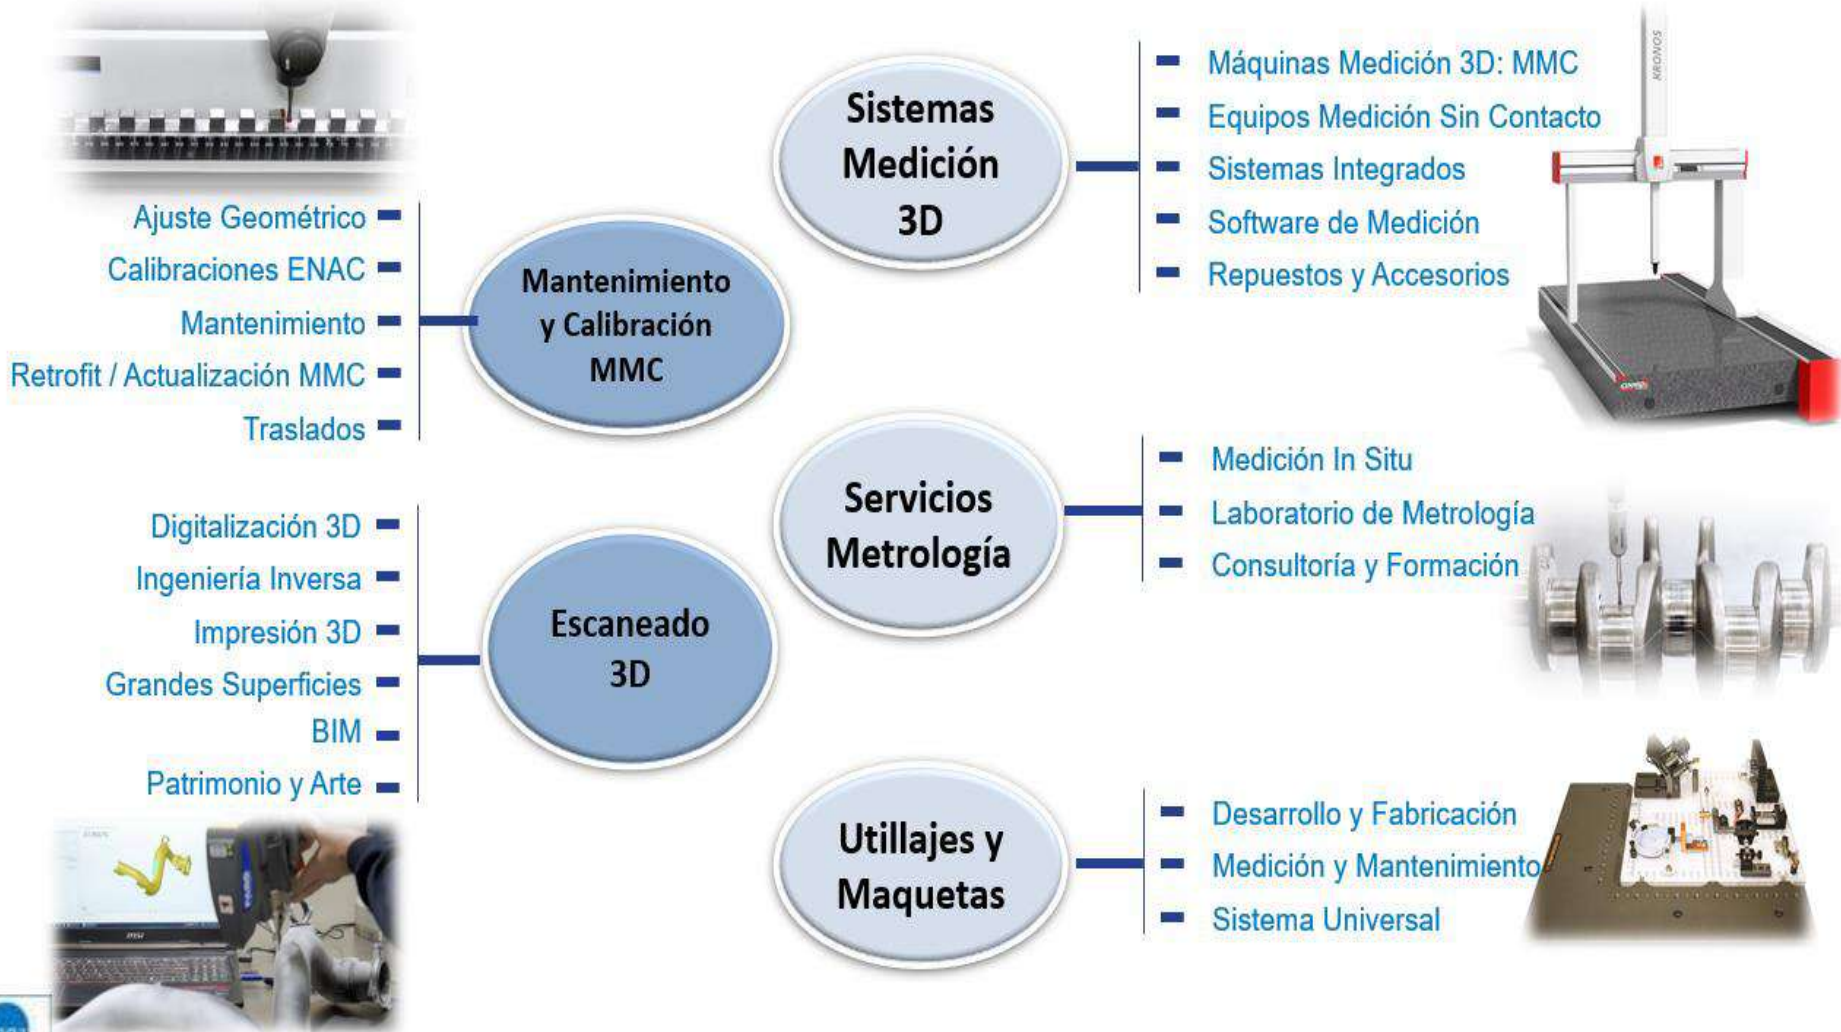 Sistemas
Medición
3D
Máquinas Medición 3D: MMC
Equipos Medición Sin Contacto
Sistemas Integrados
Software de Medición
Repuestos y Accesorios
KRONOS
Ajuste Geométrico
Calibraciones ENAC
Mantenimiento
Retrofit / Actualización MMC
Traslados
Mantenimiento
y Calibración
MMC
Servicios
Metrología
Medición In Situ
Laboratorio de Metrología
Consultoría y Formación
Digitalización 3D
Ingeniería Inversa
Impresión 3D
Grandes Superficies
BIM
Patrimonio y Arte
Escaneado
3D
Utillajes y
Maquetas
Desarrollo y Fabricación
Medición y Mantenimiento
Sistema Universal
msi